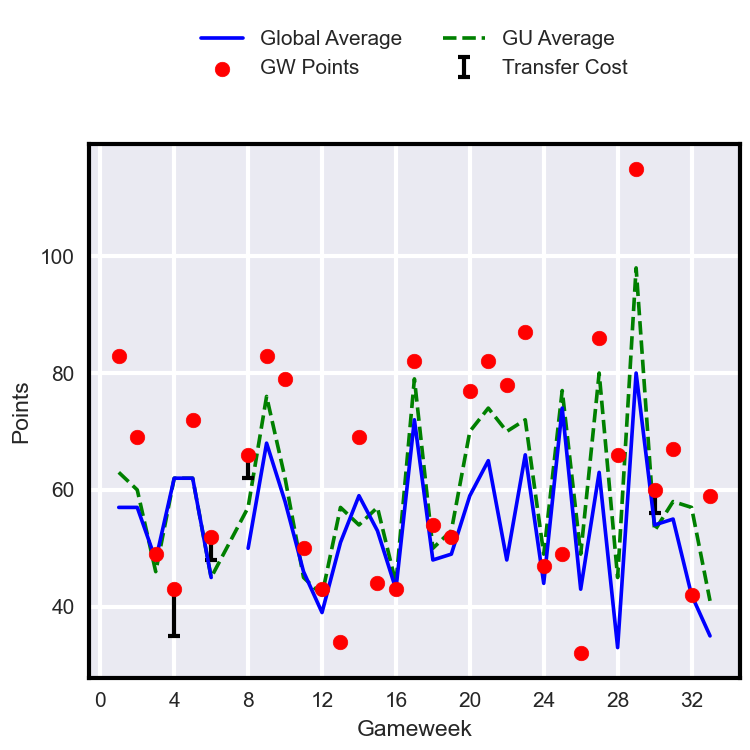 Global Average GU Average
GW Points Transfer Cost
100
80
60
40
Points
0 4 8 12 16 20 24 28 32
Gameweek